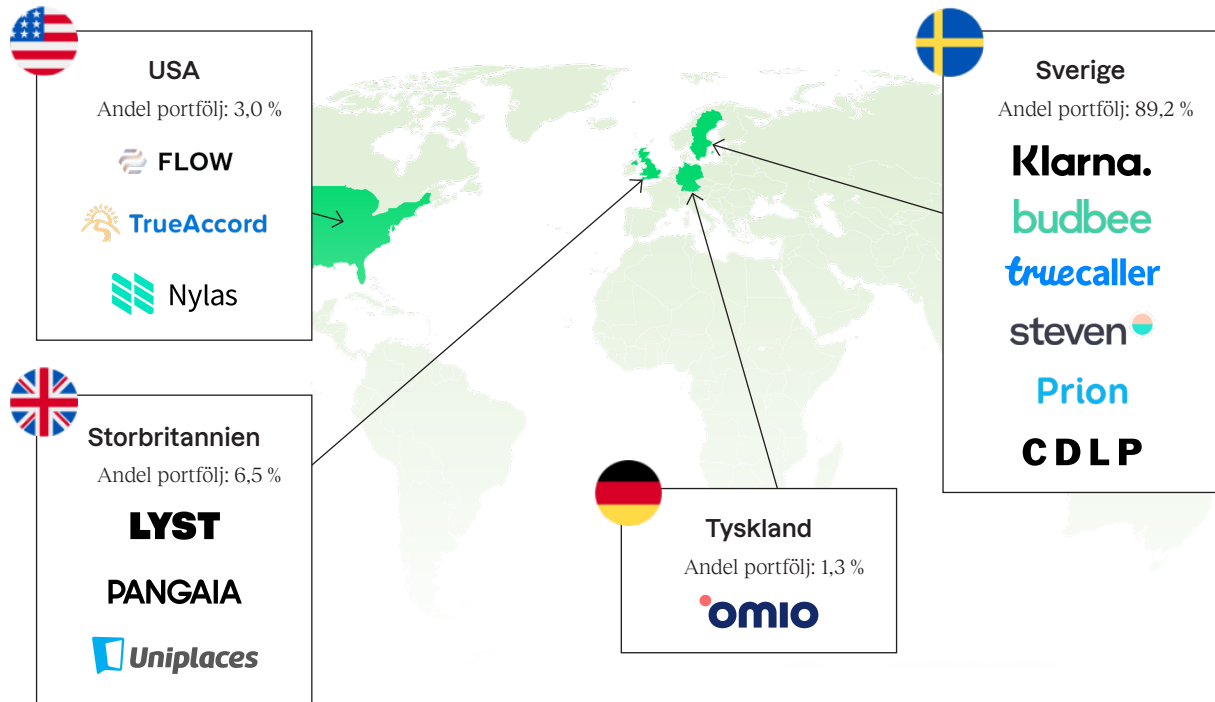 USA
Andel portfölj: 3,0 %
FLOW
TrueAccord
Nylas
Storbritannien
Andel portfölj: 6,5 %
LYST
PANGAIA
Uniplaces
Tyskland
Andel portfölj: 1,3 %
omio
Sverige
Andel portfölj: 89,2 %
Klarna.
budbee
truecaller
steven
Prion
CDLP